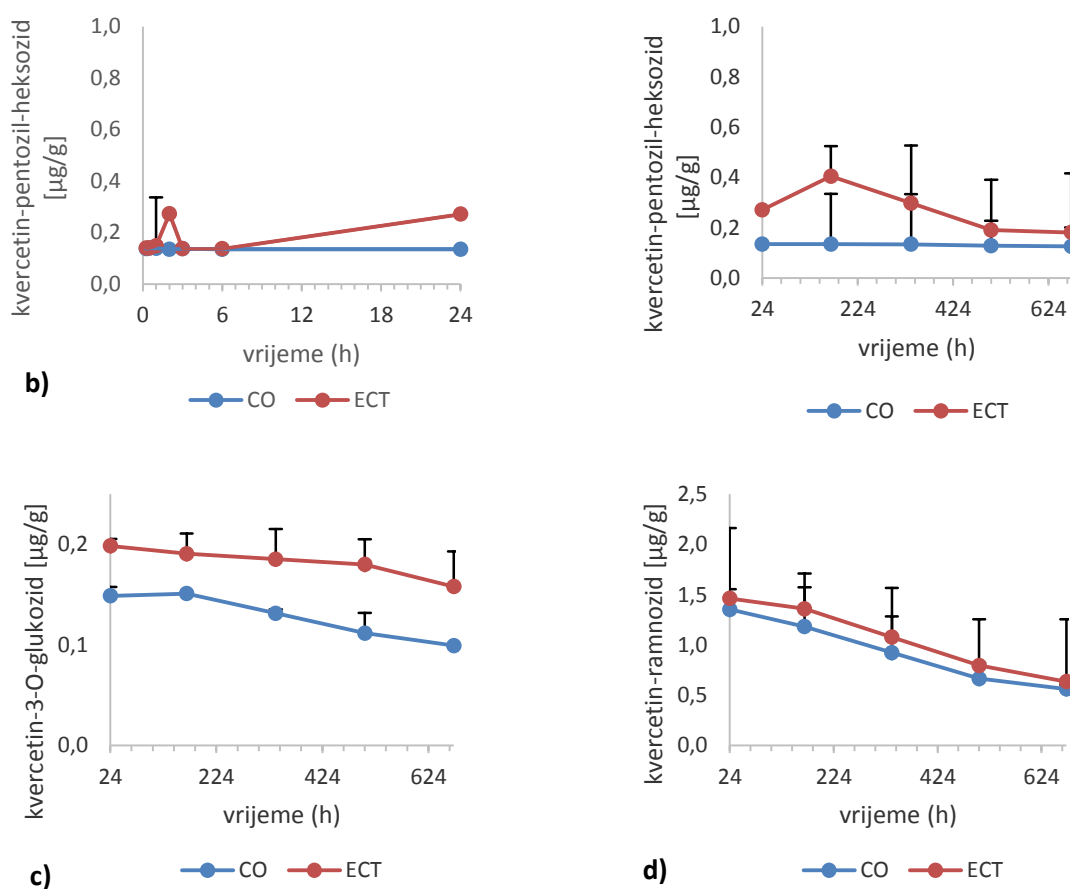 kvercetin-pentozil-heksozid
[µg/g]
1,0
0,8
0,6
0,4
0,2
0,0
0 6 12 18 24
vrijeme (h)
b)
CO ECT
kvercetin-pentozil-heksozid
[µg/g]
1,0
0,8
0,6
0,4
0,2
0,0
24 224 424 624
vrijeme (h)
CO ECT
kvercetin-3-O-glukozid [µg/g]
0,2
0,1
0,0
24 224 424 624
vrijeme (h)
c)
CO ECT
kvercetin-ramnozid [µg/g]
2,5
2,0
1,5
1,0
0,5
0,0
24 224 424 624
vrijeme (h)
d)
CO ECT